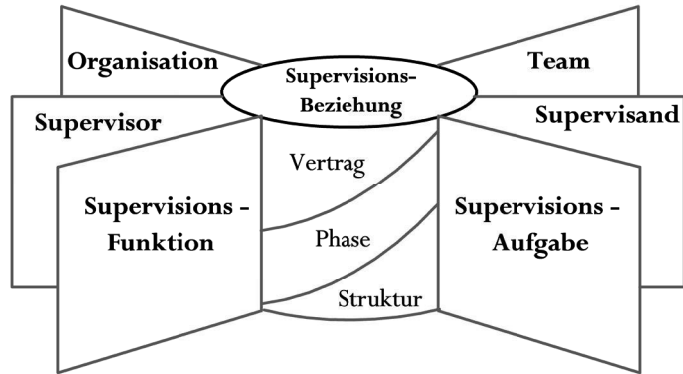 Organisation
Supervisions-
Beziehung
Team
Supervisor
Supervisand
Vertrag
Supervisions -
Funktion
Phase
Supervisions -
Aufgabe
Struktur